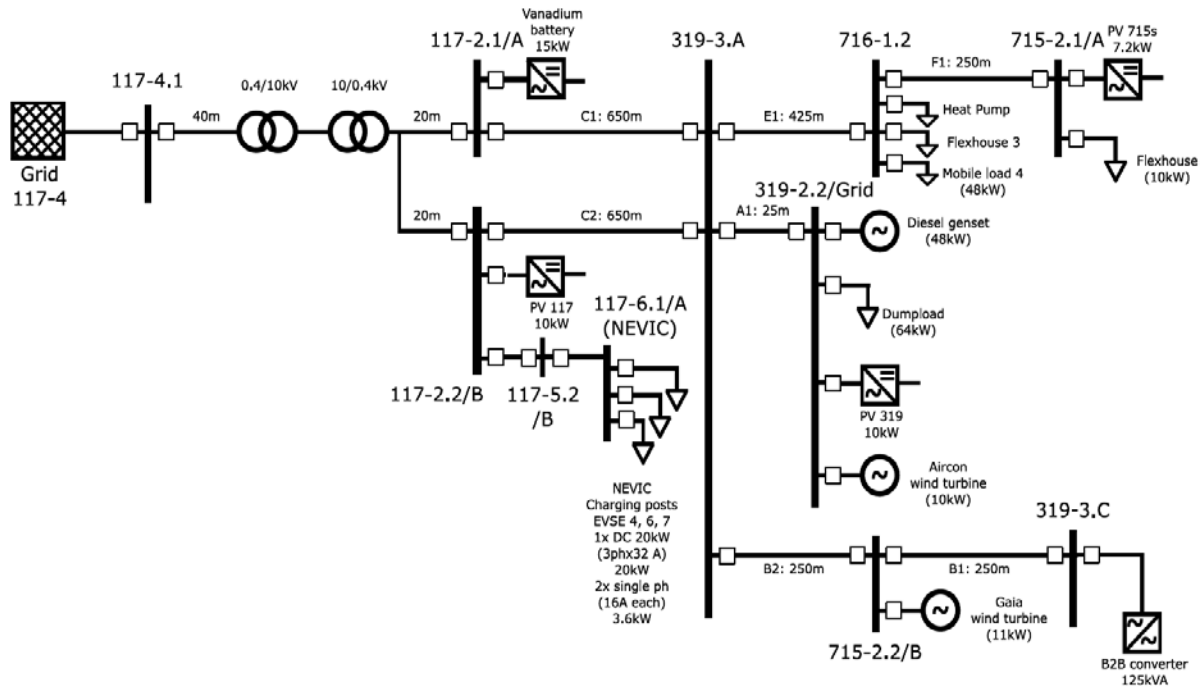 117-4.1
Grid
117-4
40m
0.4/10kV
10/0.4kV
20m
20m
117-2.1/A
Vanadium
battery
15kW
C1: 650m
319-3.A
E1: 425m
716-1.2
F1: 250m
Heat Pump
Flexhouse 3
Mobile load 4
(48kW)
715-2.1/A
PV 715s
7.2kW
Flexhouse
(10kW)
C2: 650m
A1: 25m
319-2.2/Grid
Diesel genset
(48kW)
Dumpload
(64kW)
PV 319
10kW
Aircon
wind turbine
(10kW)
PV 117
10kW
117-2.2/B
117-5.2
/B
117-6.1/A
(NEVIC)
NEVIC
Charging posts
EVSE 4, 6, 7
1x DC 20kW
(3phx32 A)
20kW
2x single ph
(16A each)
3.6kW
B2: 250m
715-2.2/B
Gaia
wind turbine
(11kW)
B1: 250m
319-3.C
B2B converter
125kVA